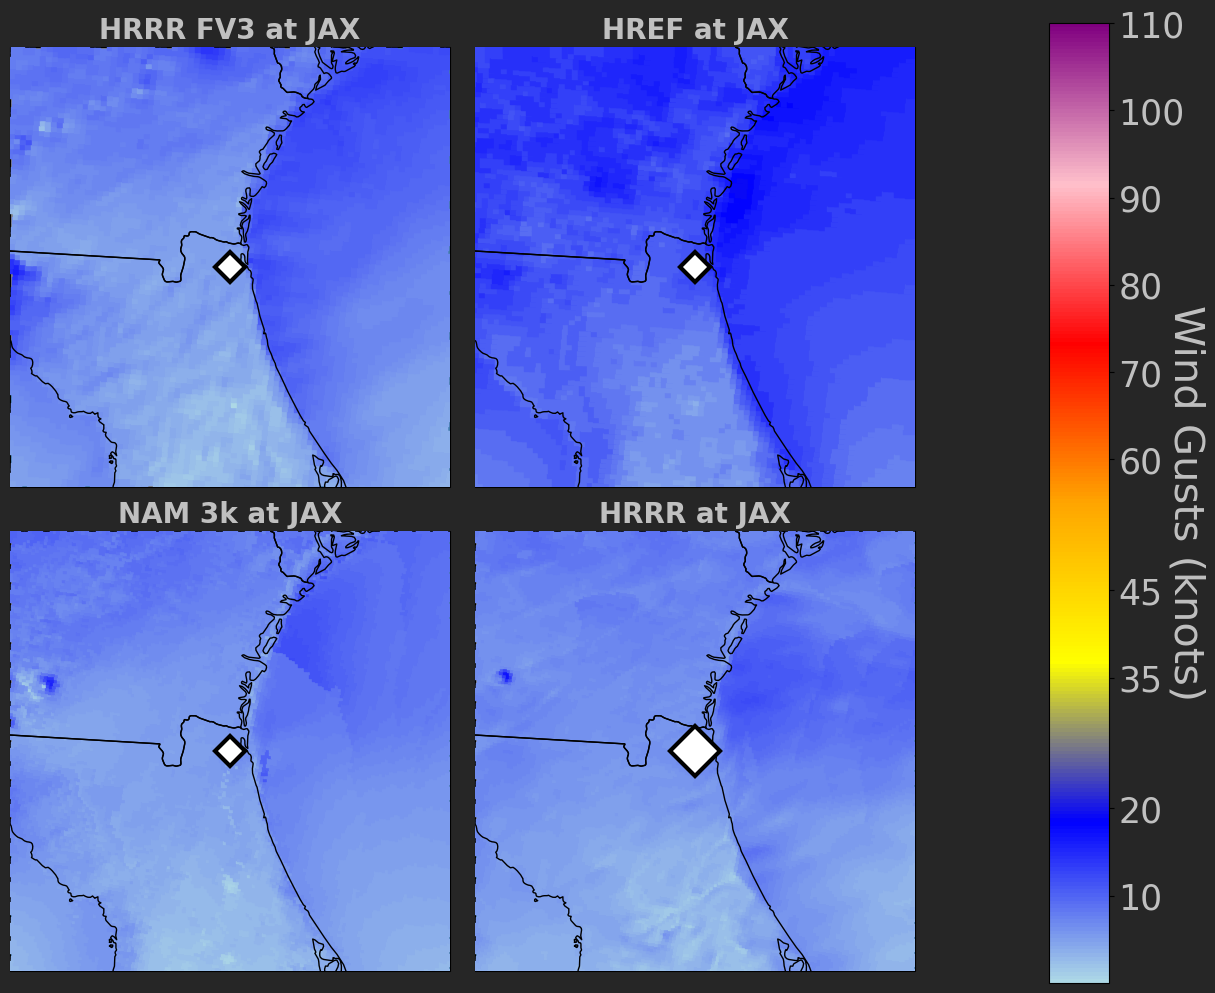 HRRR FV3 at JAX
HREF at JAX
NAM 3k at JAX
HRRR at JAX
110
100
90
80
70
60
45
35
20
10
Wind Gusts (knots)